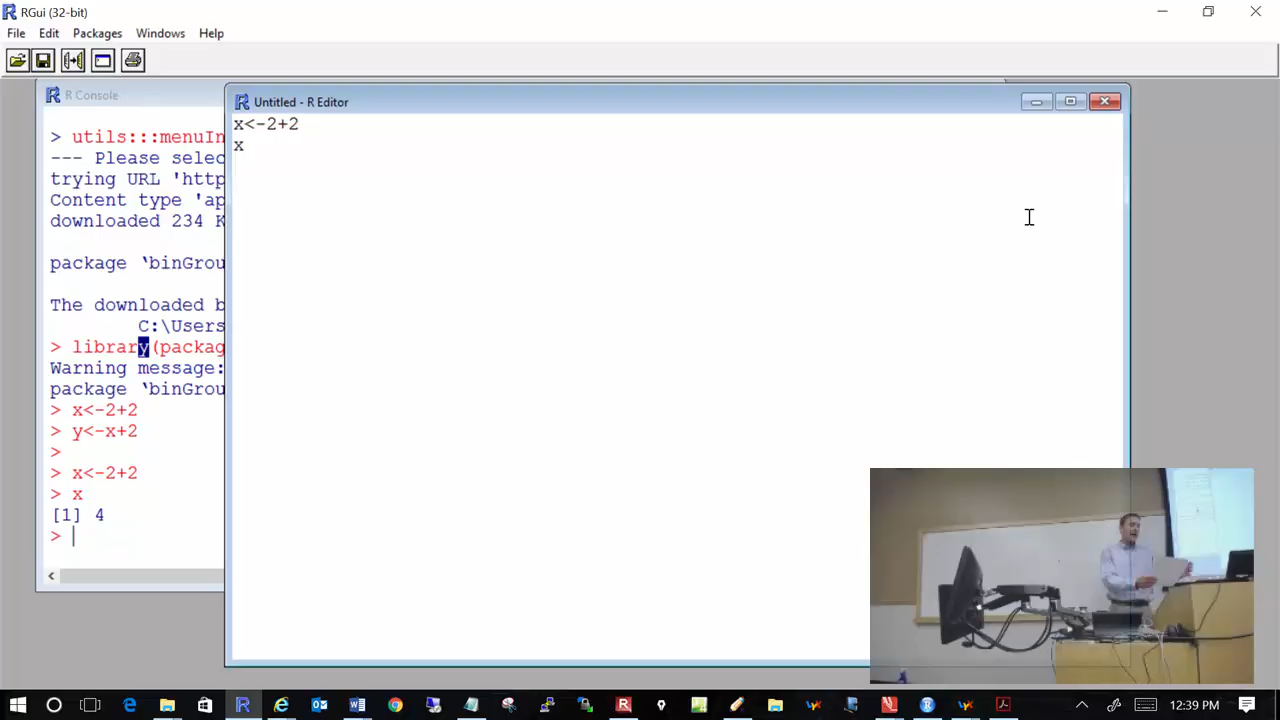 RGui (32-bit)
File Edit Packages Windows Help
R Console
> utils:::menuIn
--- Please selec
trying URL 'http
Content type 'ap
downloaded 234 K
package ‘binGrou
The downloaded b
C:\Users
> library(packag
Warning message:
package ‘binGrou
> x<-2+2
> y<-x+2
>
> x<-2+2
> x
[1] 4
>
Untitled - R Editor
x<-2+2
x
12:39 PM